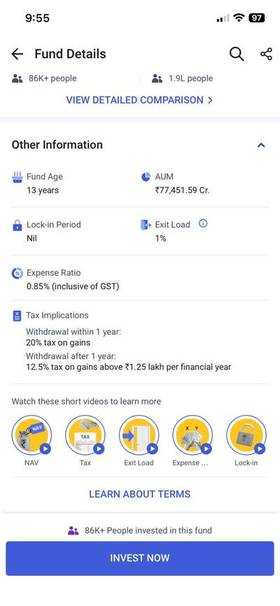 9:55
97
Fund Details
86K+ people
1.9L people
VIEW DETAILED COMPARISON >
Other Information
Fund Age
AUM
13 years
₹77,451.59 Cr.
Lock-in Period
Exit Load
Nil
1%
Expense Ratio
0.85% (inclusive of GST)
Tax Implications
Withdrawal within 1 year:
20% tax on gains
Withdrawal after 1 year:
12.5% tax on gains above ₹1.25 lakh per financial year
Watch these short videos to learn more
NAV
TAX
X Y
NAV
Tax
Exit Load
Expense ...
Lock-in
LEARN ABOUT TERMS
86K+ People invested in this fund
INVEST NOW